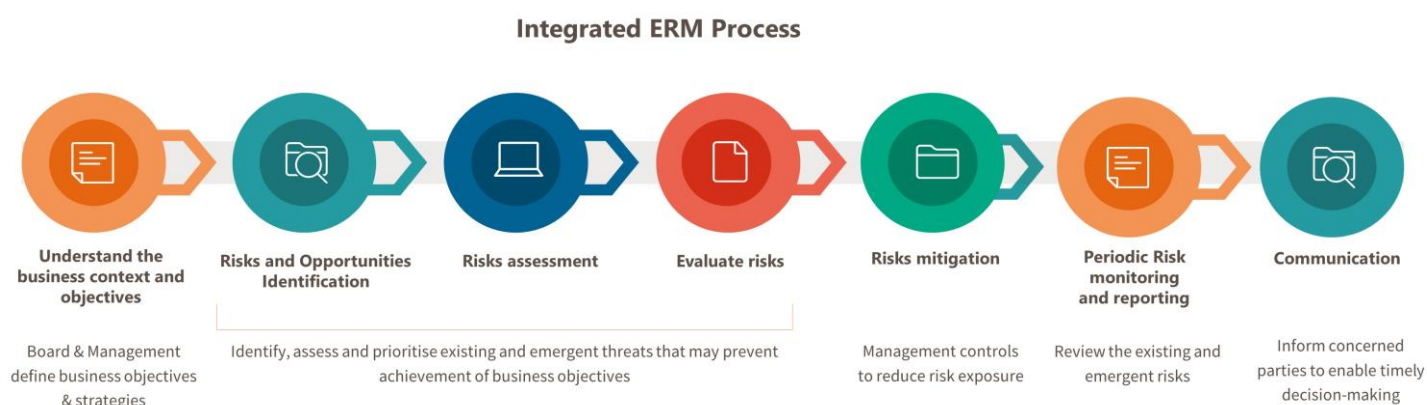 Integrated ERM Process
Understand the
business context and
objectives
Risks and Opportunities
Identification
Risks assessment
Evaluate risks
Risks mitigation
Periodic Risk
monitoring
and reporting
Communication
Board & Management
define business objectives
& strategies
Identify, assess and prioritise existing and emergent threats that may prevent
achievement of business objectives
Management controls
to reduce risk exposure
Review the existing and
emergent risks
Inform concerned
parties to enable timely
decision-making